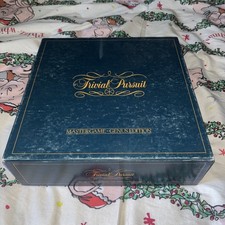 Trivial Pursuit
MASTER GAME - GENUS EDITION
Trivial Pursuit